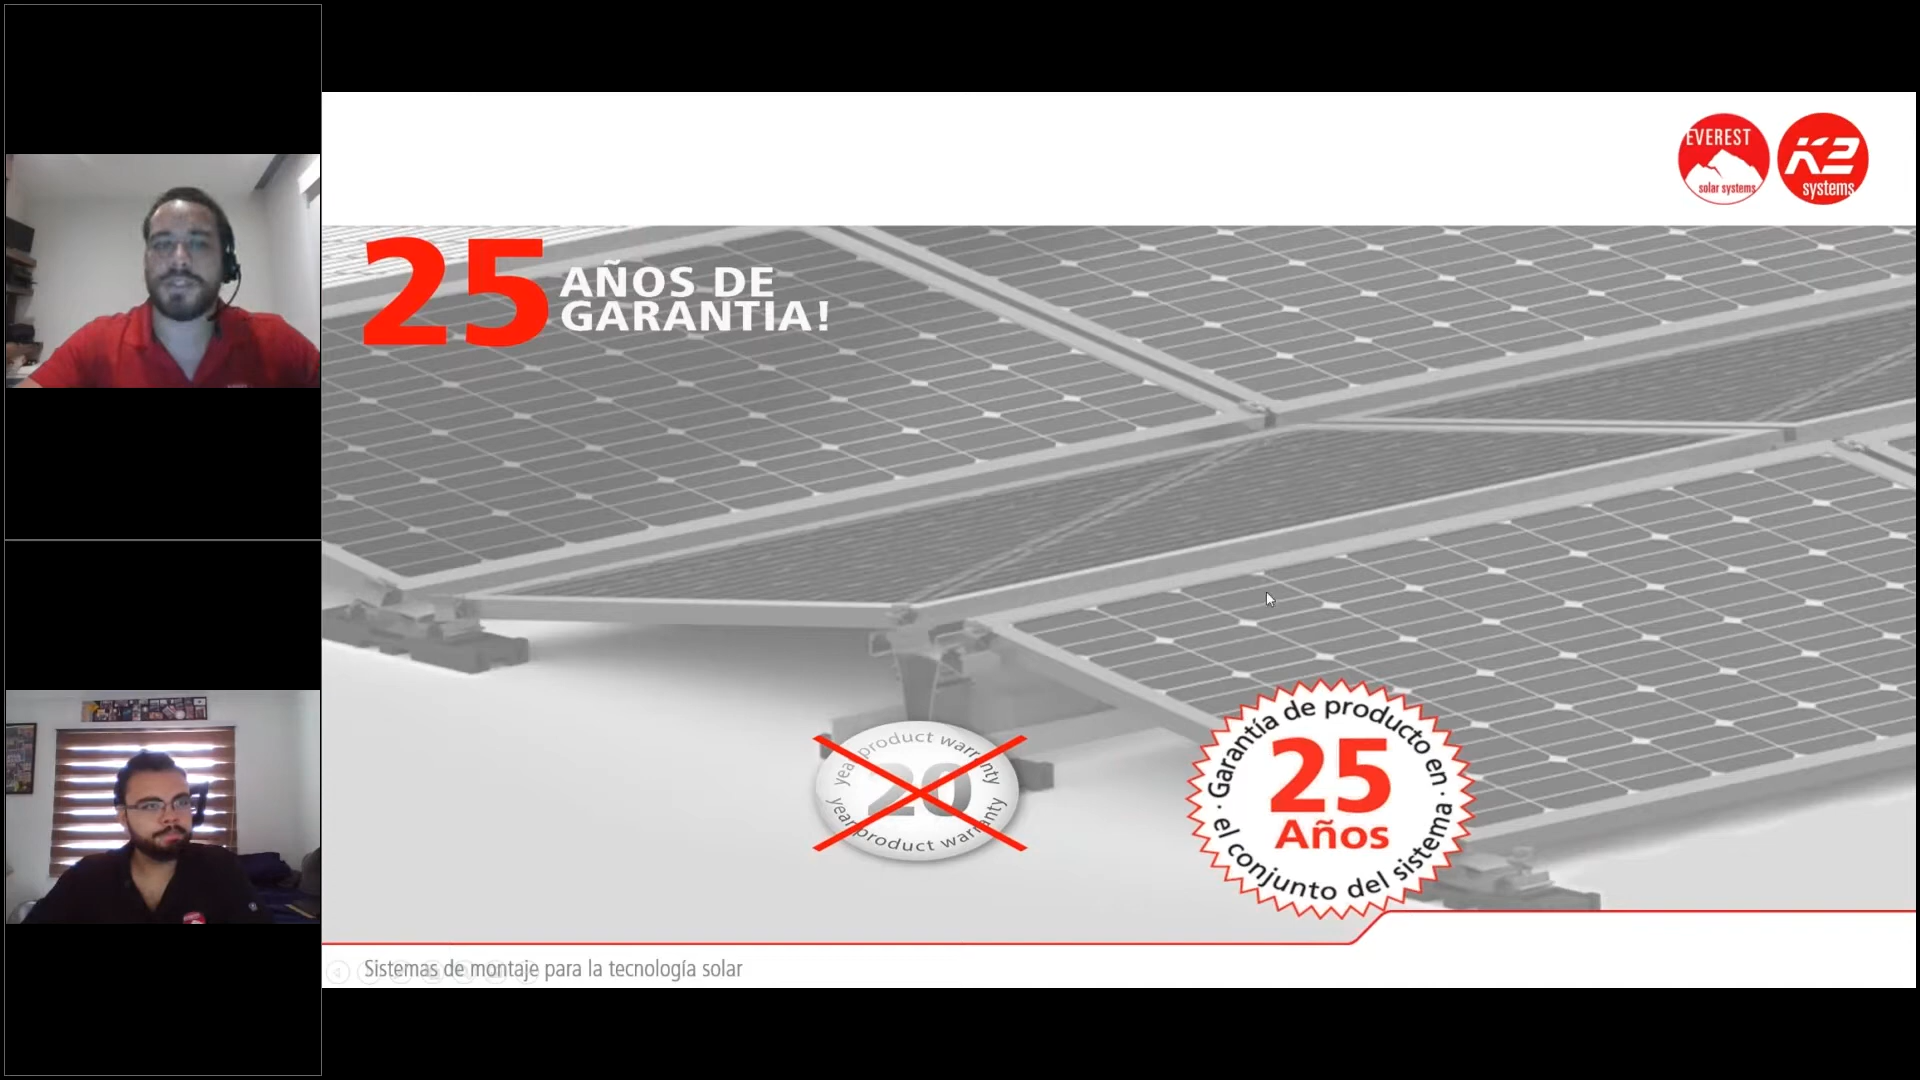 EVEREST
solar systems
K2
systems
25 AÑOS DE
GARANTIA!
year product warranty
20
year product warranty
· Garantía de producto en ·
25
Años
el conjunto del sistema
Sistemas de montaje para la tecnología solar